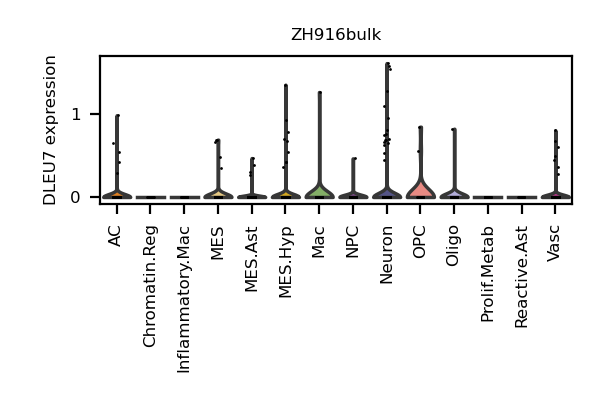 ZH916bulk
DLEU7 expression
1
0
AC
Chromatin.Reg
Inflammatory.Mac
MES
MES.Ast
MES.Hyp
Mac
NPC
Neuron
OPC
Oligo
Prolif.Metab
Reactive.Ast
Vasc